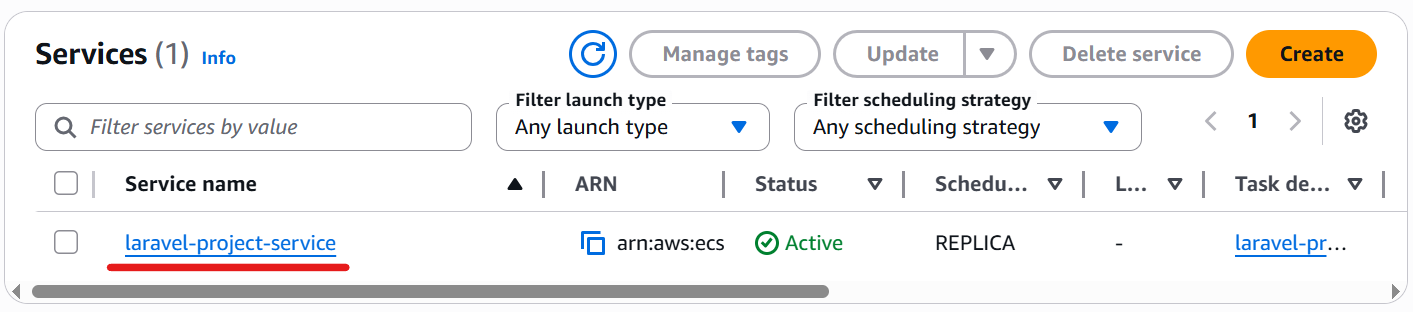 Services (1) Info
Manage tags
Update
Delete service
Create
Filter services by value
Filter launch type
Any launch type
Filter scheduling strategy
Any scheduling strategy
1
Service name
ARN
Status
Schedu...
L...
Task de...
laravel-project-service
arn:aws:ecs
Active
REPLICA
-
laravel-pr...